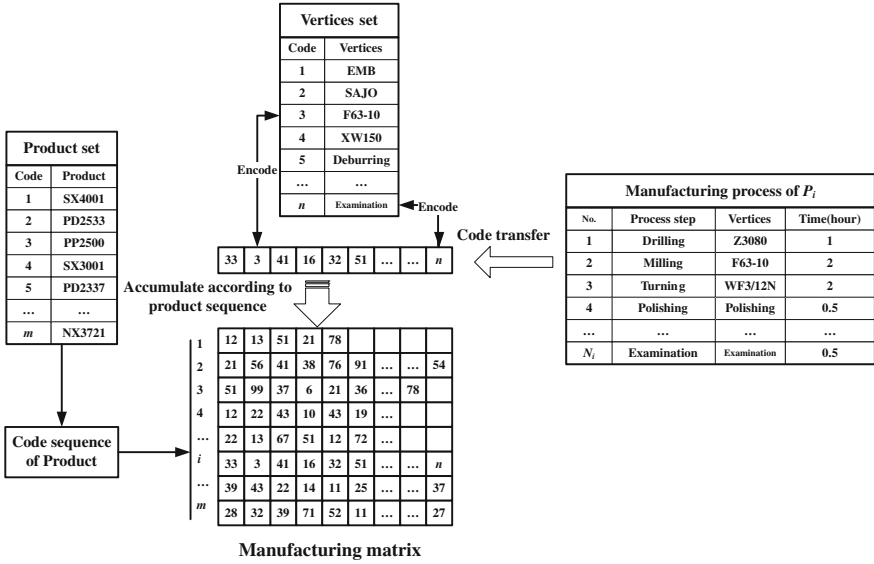 Vertices set
Code Vertices
1 EMB
2 SAJO
3 F63-10
4 XW150
5 Deburring
... ...
n Examination
Encode
Encode
Product set
Code Product
1 SX4001
2 PD2533
3 PP2500
4 SX3001
5 PD2337
... ...
m NX3721
Manufacturing process of Pi
No. Process step Vertices Time(hour)
1 Drilling Z3080 1
2 Milling F63-10 2
3 Turning WF3/12N 2
4 Polishing Polishing 0.5
... ... ... ...
Ni Examination Examination 0.5
Code transfer
33 3 41 16 32 51 ... ... n
Accumulate according to
product sequence
1 12 13 51 21 78
2 21 56 41 38 76 91 ... ... 54
3 51 99 37 6 21 36 ... 78
4 12 22 43 10 43 19 ...
... 22 13 67 51 12 72 ...
i 33 3 41 16 32 51 ... ... n
... 39 43 22 14 11 25 ... ... 37
m 28 32 39 71 52 11 ... ... 27
Code sequence
of Product
Manufacturing matrix